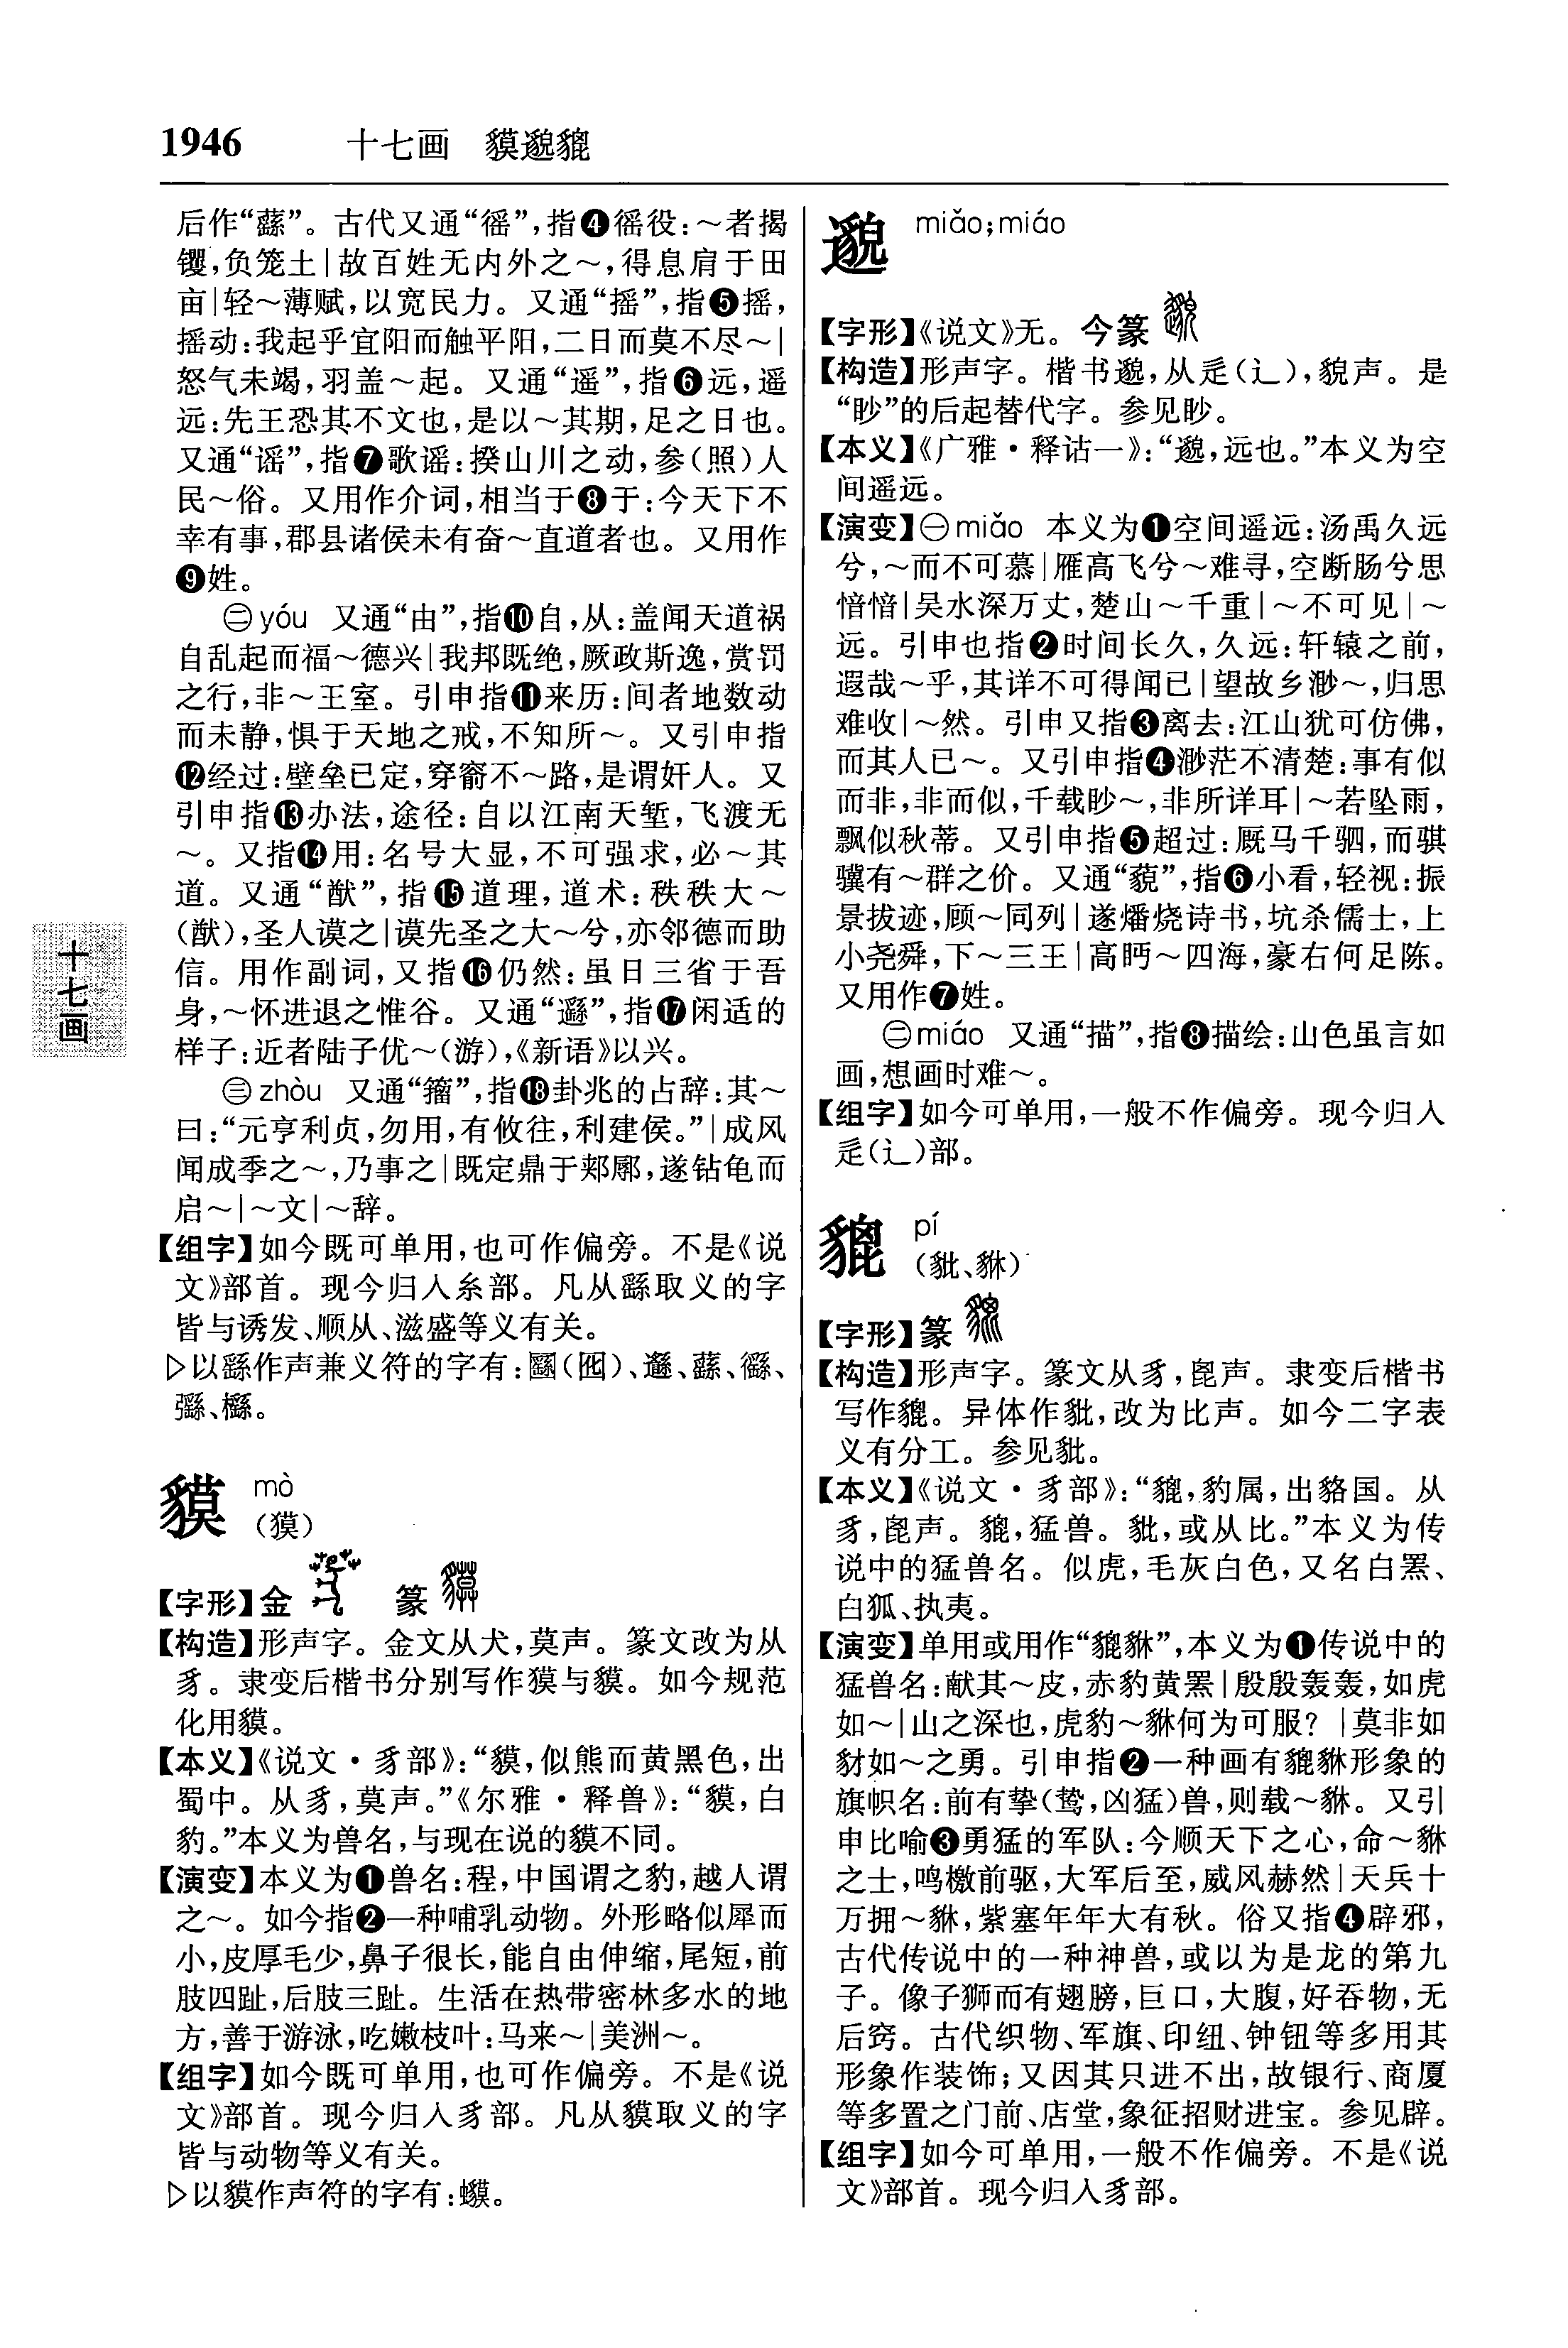 1946 十七画 貘邈貔
后作“蘨”。古代又通“徭”,指❹徭役:～者揭
䦆,负笼土|故百姓无内外之～,得息肩于田
亩|轻～薄赋,以宽民力。又通“摇”,指❺摇,
摇动:我起乎宜阳而触平阳,二日而莫不尽～|
怒气未竭,羽盖～起。又通“遥”,指❻远,遥
远:先王恐其不文也,是以～其期,足之日也。
又通“谣”,指❼歌谣:揆山川之动,参(照)人
民～俗。又用作介词,相当于❽于:今天下不
幸有事,郡县诸侯未有奋～直道者也。又用作
❾姓。
㊁yóu 又通“由”,指❿自,从:盖闻天道祸
自乱起而福～德兴|我邦既绝,厥政斯逸,赏罚
之行,非～王室。引申指⓫来历:间者地数动
而未静,惧于天地之戒,不知所～。又引申指
⓬经过:壁垒已定,穿窬不～路,是谓奸人。又
引申指⓭办法,途径:自以江南天堑,飞渡无
～。又指⓮用:名号大显,不可强求,必～其
道。又通“猷”,指⓯道理,道术:秩秩大～
(猷),圣人谟之|谟先圣之大～兮,亦邻德而助
信。用作副词,又指⓰仍然:虽日三省于吾
身,～怀进退之惟谷。又通“遯”,指⓱闲适的
样子:近者陆子优～(游),《新语》以兴。
㊂zhòu 又通“籀”,指⓲卦兆的占辞:其～
曰:“元亨利贞,勿用,有攸往,利建侯。”|成风
闻成季之～,乃事之|既定鼎于郏鄏,遂钻龟而
启～|～文|～辞。
【组字】如今既可单用,也可作偏旁。不是《说
文》部首。现今归入糸部。凡从繇取义的字
皆与诱发、顺从、滋盛等义有关。
▷以繇作声兼义符的字有:圝(囮)、邎、蘨、㒡、
㢓、櫾。
貘 mò
(獏)
【字形】金 篆
【构造】形声字。金文从犬,莫声。篆文改为从
豸。隶变后楷书分别写作獏与貘。如今规范
化用貘。
【本义】《说文·豸部》:“貘,似熊而黄黑色,出
蜀中。从豸,莫声。”《尔雅·释兽》:“貘,白
豹。”本义为兽名,与现在说的貘不同。
【演变】本义为❶兽名:程,中国谓之豹,越人谓
之～。如今指❷一种哺乳动物。外形略似犀而
小,皮厚毛少,鼻子很长,能自由伸缩,尾短,前
肢四趾,后肢三趾。生活在热带密林多水的地
方,善于游泳,吃嫩枝叶:马来～|美洲～。
【组字】如今既可单用,也可作偏旁。不是《说
文》部首。现今归入豸部。凡从貘取义的字
皆与动物等义有关。
▷以貘作声符的字有:蟔。
十七画
邈 miǎo;miáo
【字形】《说文》无。今篆
【构造】形声字。楷书邈,从辵(辶),貌声。是
“眇”的后起替代字。参见眇。
【本义】《广雅·释诂一》:“邈,远也。”本义为空
间遥远。
【演变】㊀miǎo 本义为❶空间遥远:汤禹久远
兮,～而不可慕|雁高飞兮～难寻,空断肠兮思
愔愔|吴水深万丈,楚山～千重|～不可见|～
远。引申也指❷时间长久,久远:轩辕之前,
遐哉～乎,其详不可得闻已|望故乡渺～,归思
难收|～然。引申又指❸离去:江山犹可仿佛,
而其人已～。又引申指❹渺茫不清楚:事有似
而非,非而似,千载眇～,非所详耳|～若坠雨,
飘似秋蒂。又引申指❺超过:厩马千驷,而骐
骥有～群之价。又通“藐”,指❻小看,轻视:振
景拔迹,顾～同列|遂燔烧诗书,坑杀儒士,上
小尧舜,下～三王|高眄～四海,豪右何足陈。
又用作❼姓。
㊁miáo 又通“描”,指❽描绘:山色虽言如
画,想画时难～。
【组字】如今可单用,一般不作偏旁。现今归入
辵(辶)部。
貔 pí
(豼、貅)
【字形】篆
【构造】形声字。篆文从豸,毘声。隶变后楷书
写作貔。异体作豼,改为比声。如今二字表
义有分工。参见豼。
【本义】《说文·豸部》:“貔,豹属,出貉国。从
豸,毘声。貔,猛兽。豼,或从比。”本义为传
说中的猛兽名。似虎,毛灰白色,又名白罴、
白狐、执夷。
【演变】单用或用作“貔貅”,本义为❶传说中的
猛兽名:献其～皮,赤豹黄罴|殷殷轰轰,如虎
如～|山之深也,虎豹～貅何为可服?|莫非如
豺如～之勇。引申指❷一种画有貔貅形象的
旗帜名:前有挚(鸷,凶猛)兽,则载～貅。又引
申比喻❸勇猛的军队:今顺天下之心,命～貅
之士,鸣檄前驱,大军后至,威风赫然|天兵十
万拥～貅,紫塞年年大有秋。俗又指❹辟邪,
古代传说中的一种神兽,或以为是龙的第九
子。像子狮而有翅膀,巨口,大腹,好吞物,无
后窍。古代织物、军旗、印纽、钟钮等多用其
形象作装饰;又因其只进不出,故银行、商厦
等多置之门前、店堂,象征招财进宝。参见辟。
【组字】如今可单用,一般不作偏旁。不是《说
文》部首。现今归入豸部。